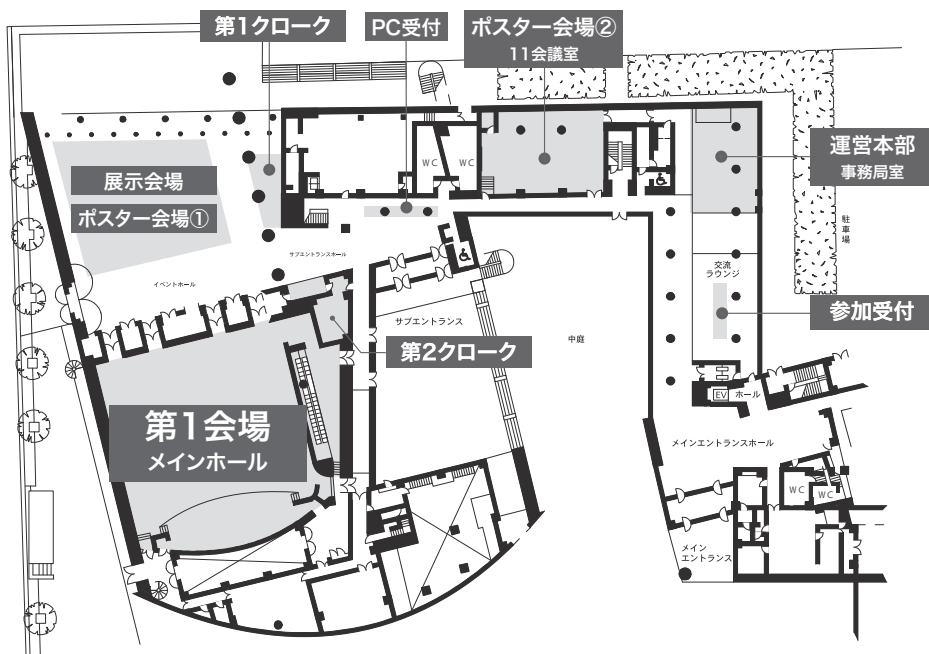 第1クローク
PC受付
ポスター会場②
11会議室
運営本部
事務局室
展示会場
ポスター会場①
WC
WC
駐車場
サブエントランスホール
イベントホール
交流
ラウンジ
参加受付
サブエントランス
中庭
第2クローク
EV
ホール
第1会場
メインホール
メインエントランスホール
WC
WC
メイン
エントランス